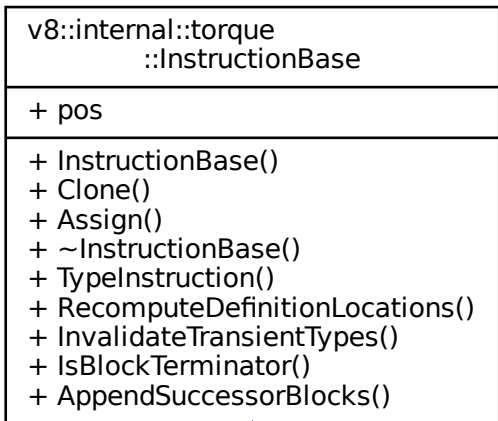 v8::internal::torque
::InstructionBase
+ pos
+ InstructionBase()
+ Clone()
+ Assign()
+ ~InstructionBase()
+ TypeInstruction()
+ RecomputeDefinitionLocations()
+ InvalidateTransientTypes()
+ IsBlockTerminator()
+ AppendSuccessorBlocks()